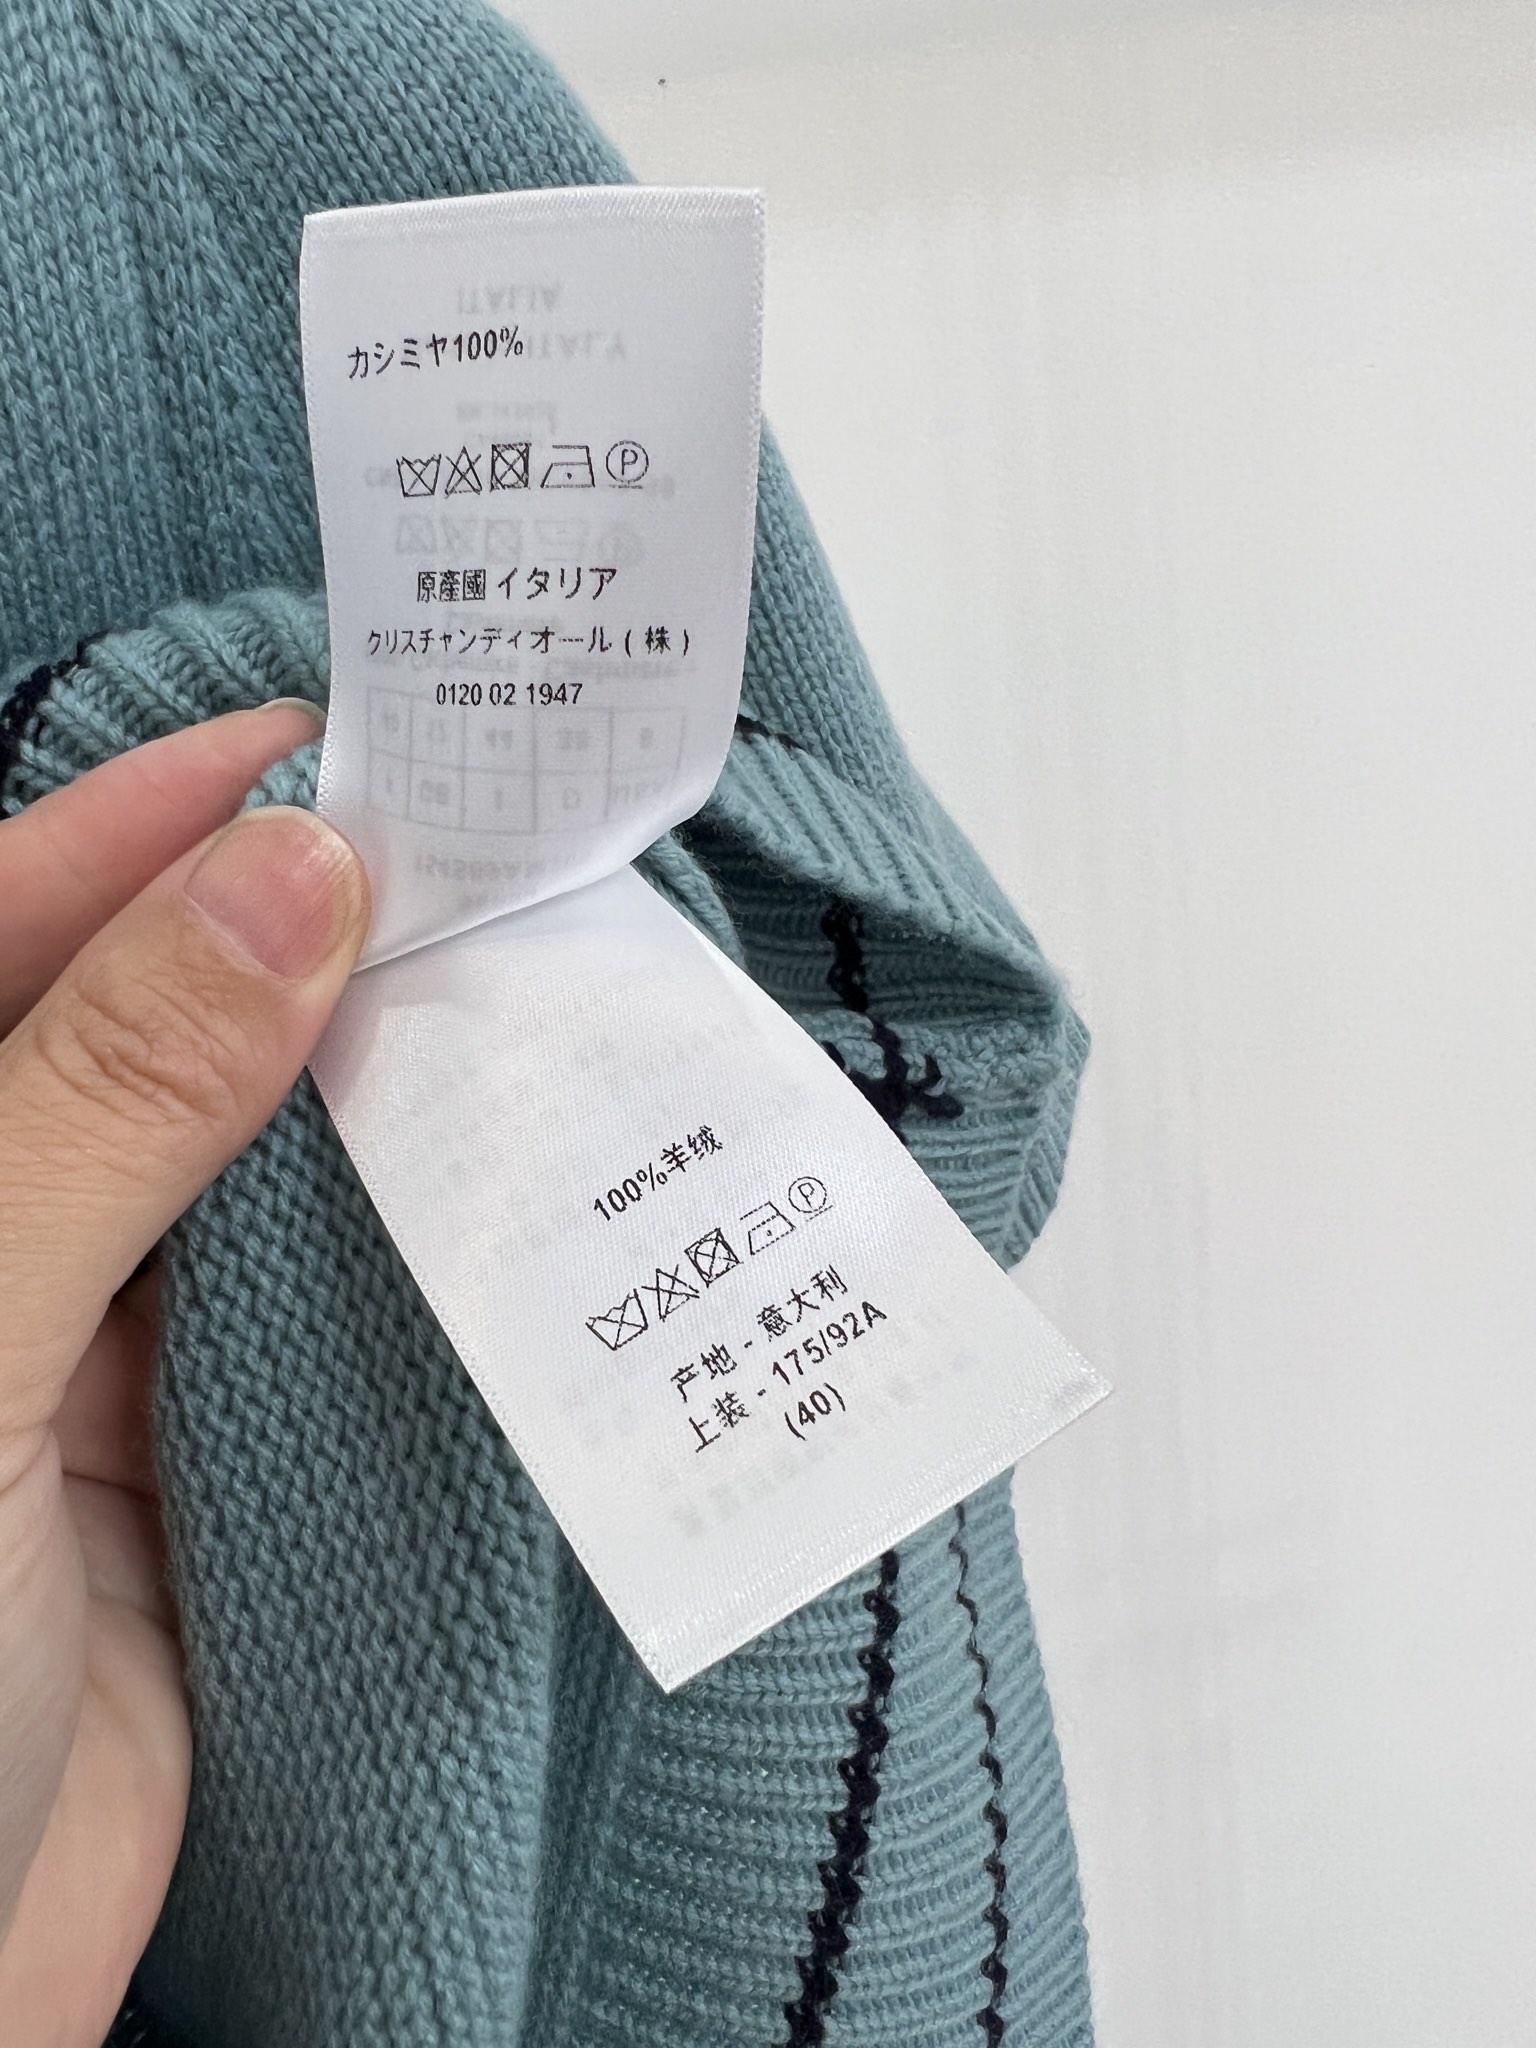 カシミヤ100%
P
原產國 イタリア
クリスチャンディオール ( 株 )
0120 02 1947
100%羊绒
P
产地 - 意大利
上装 - 175/92A
(40)